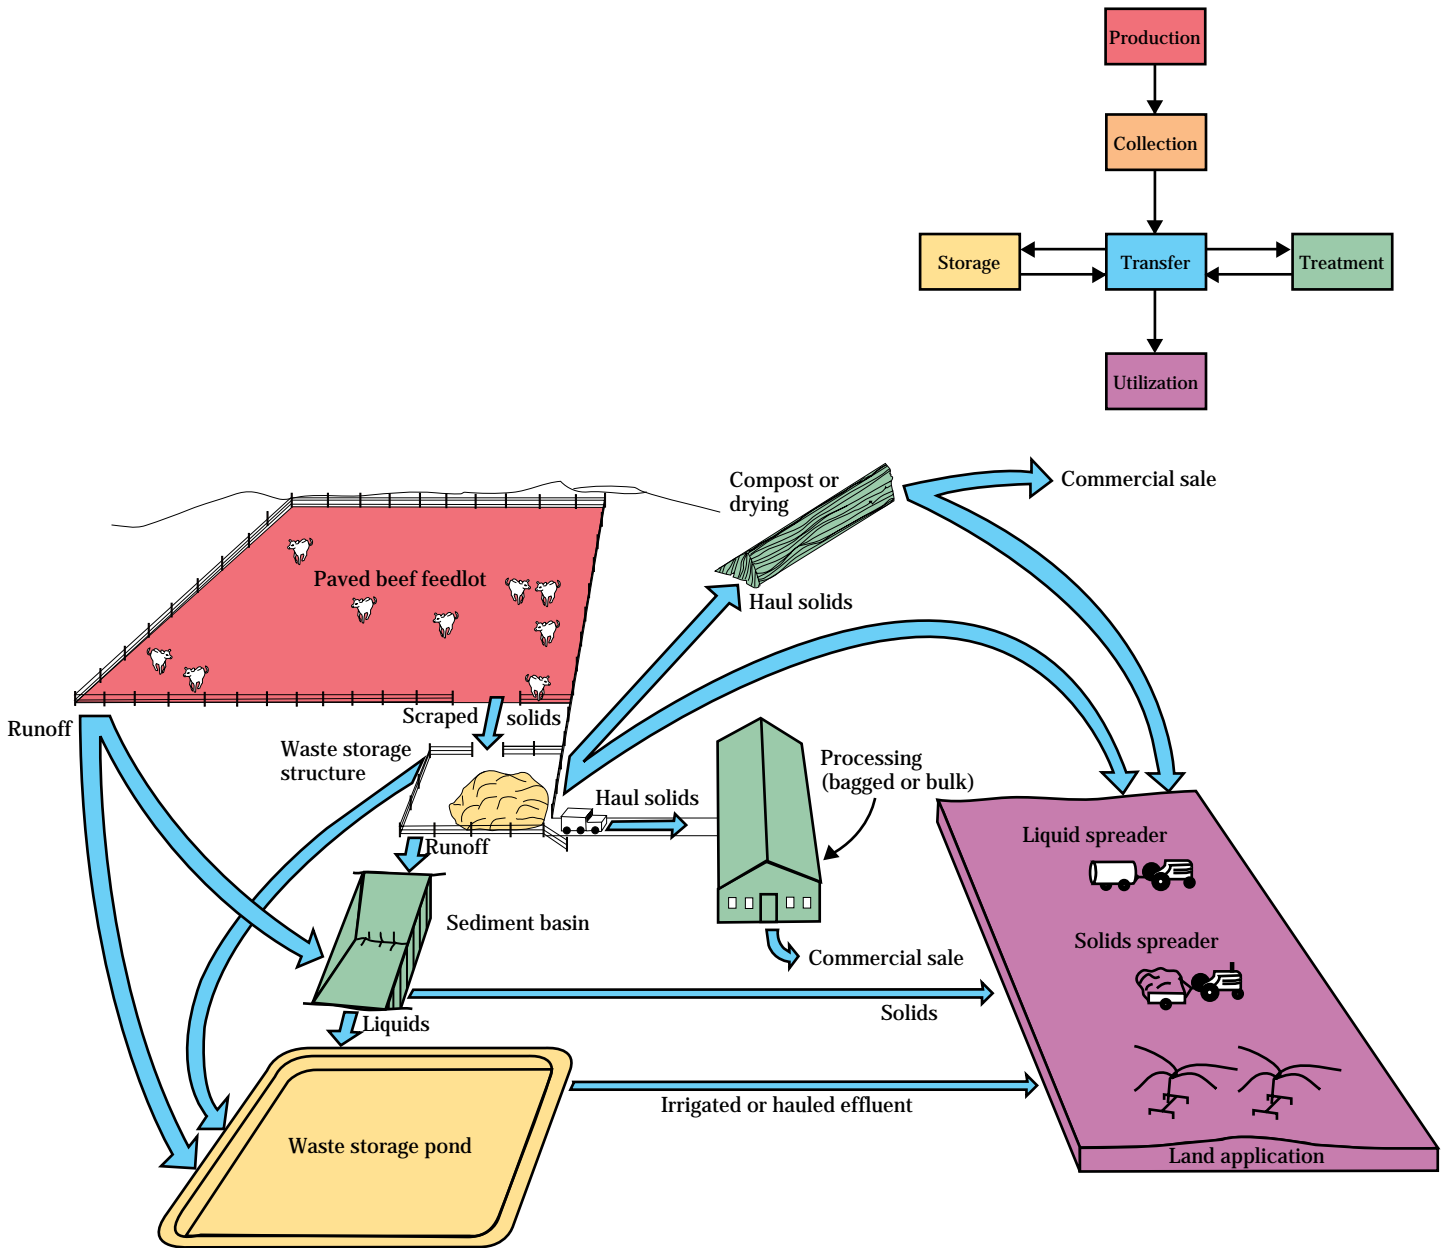 Production
Collection
Storage
Transfer
Treatment
Utilization
Compost or
drying
Commercial sale
Paved beef feedlot
Haul solids
Scraped solids
Runoff
Waste storage
structure
Processing
(bagged or bulk)
Haul solids
Runoff
Liquid spreader
Sediment basin
Solids spreader
Commercial sale
Solids
Liquids
Irrigated or hauled effluent
Waste storage pond
Land application